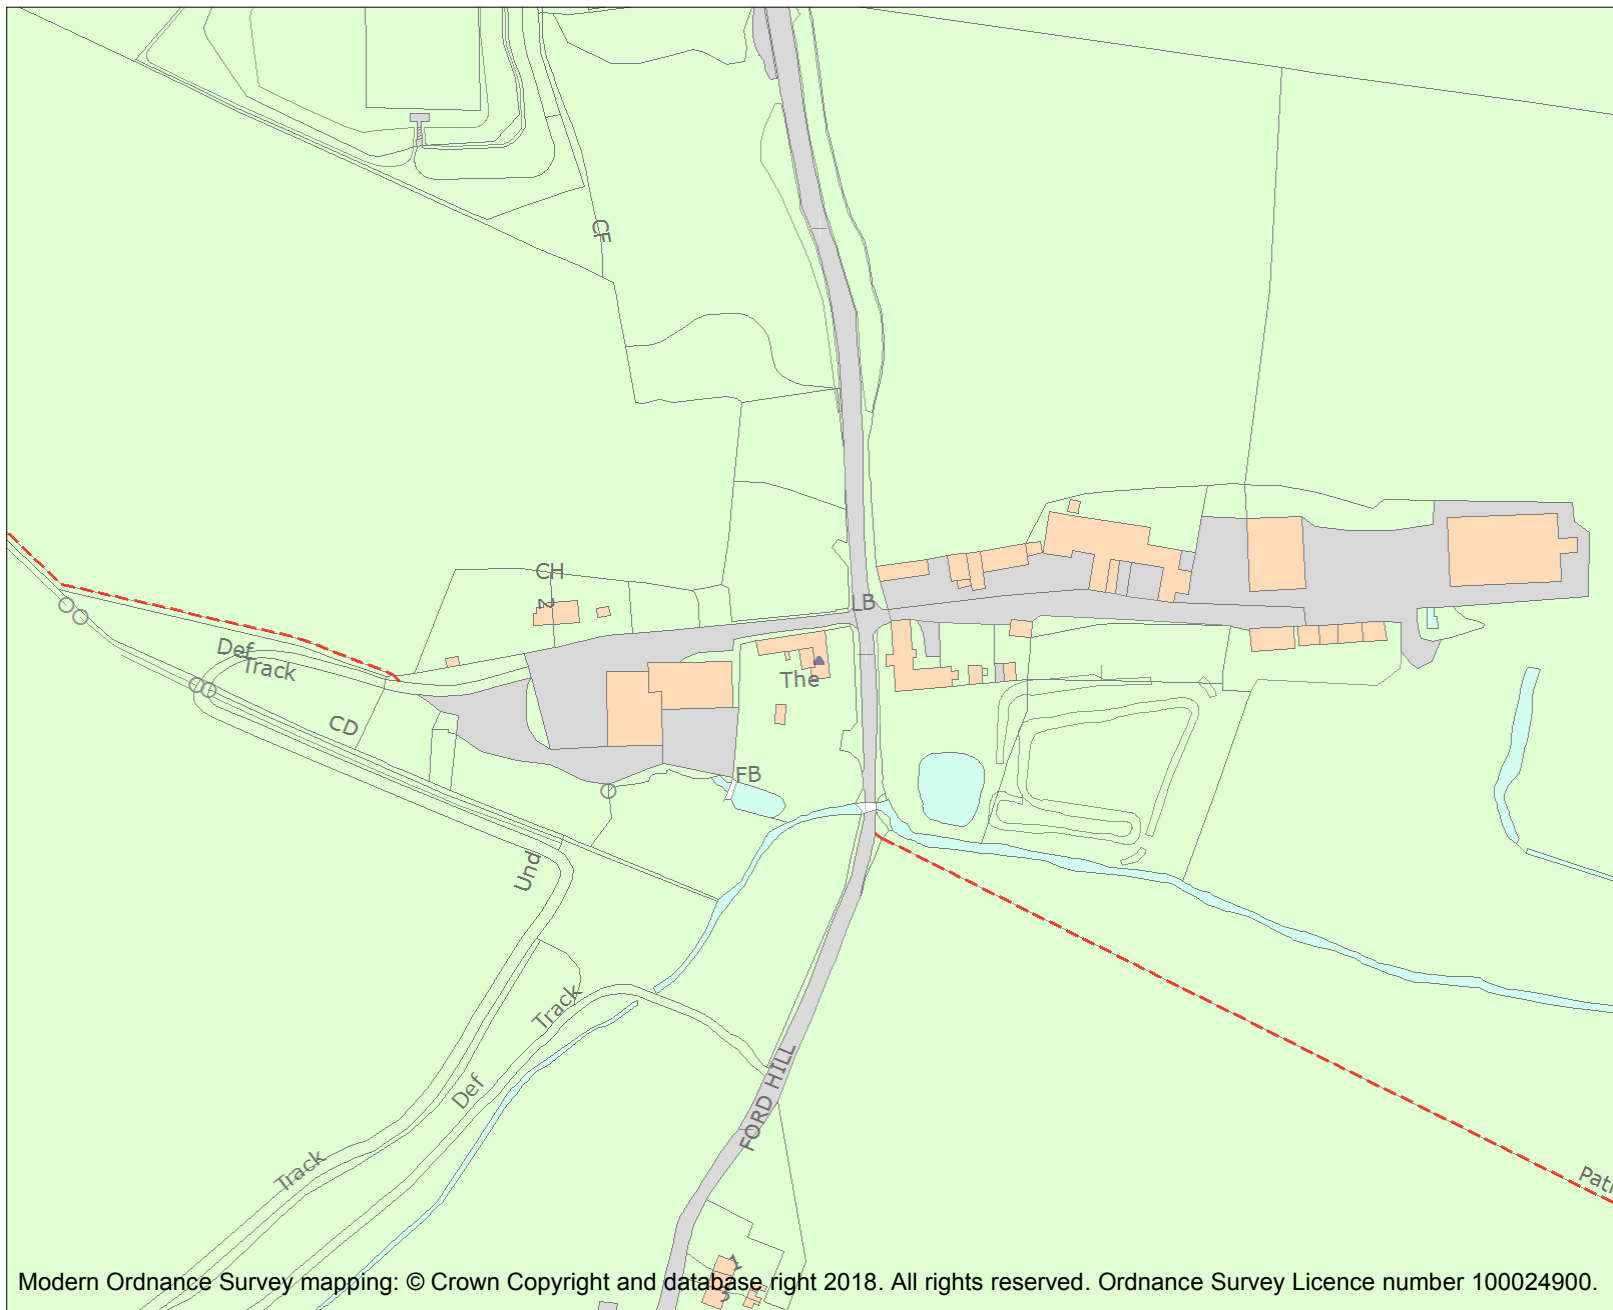 CF
CH
2
LB
Def
Track
The
CD
FB
Und
Track
Def
FORD HILL
Track
Modern Ordnance Survey mapping: © Crown Copyright and database right 2018. All rights reserved. Ordnance Survey Licence number 100024900.